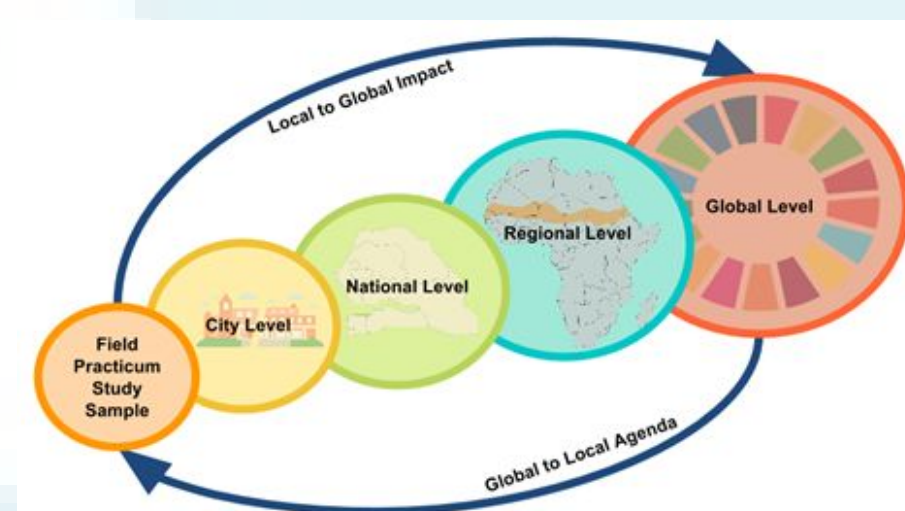 Local to Global Impact
Global Level
Regional Level
National Level
City Level
Field
Practicum
Study
Sample
Global to Local Agenda